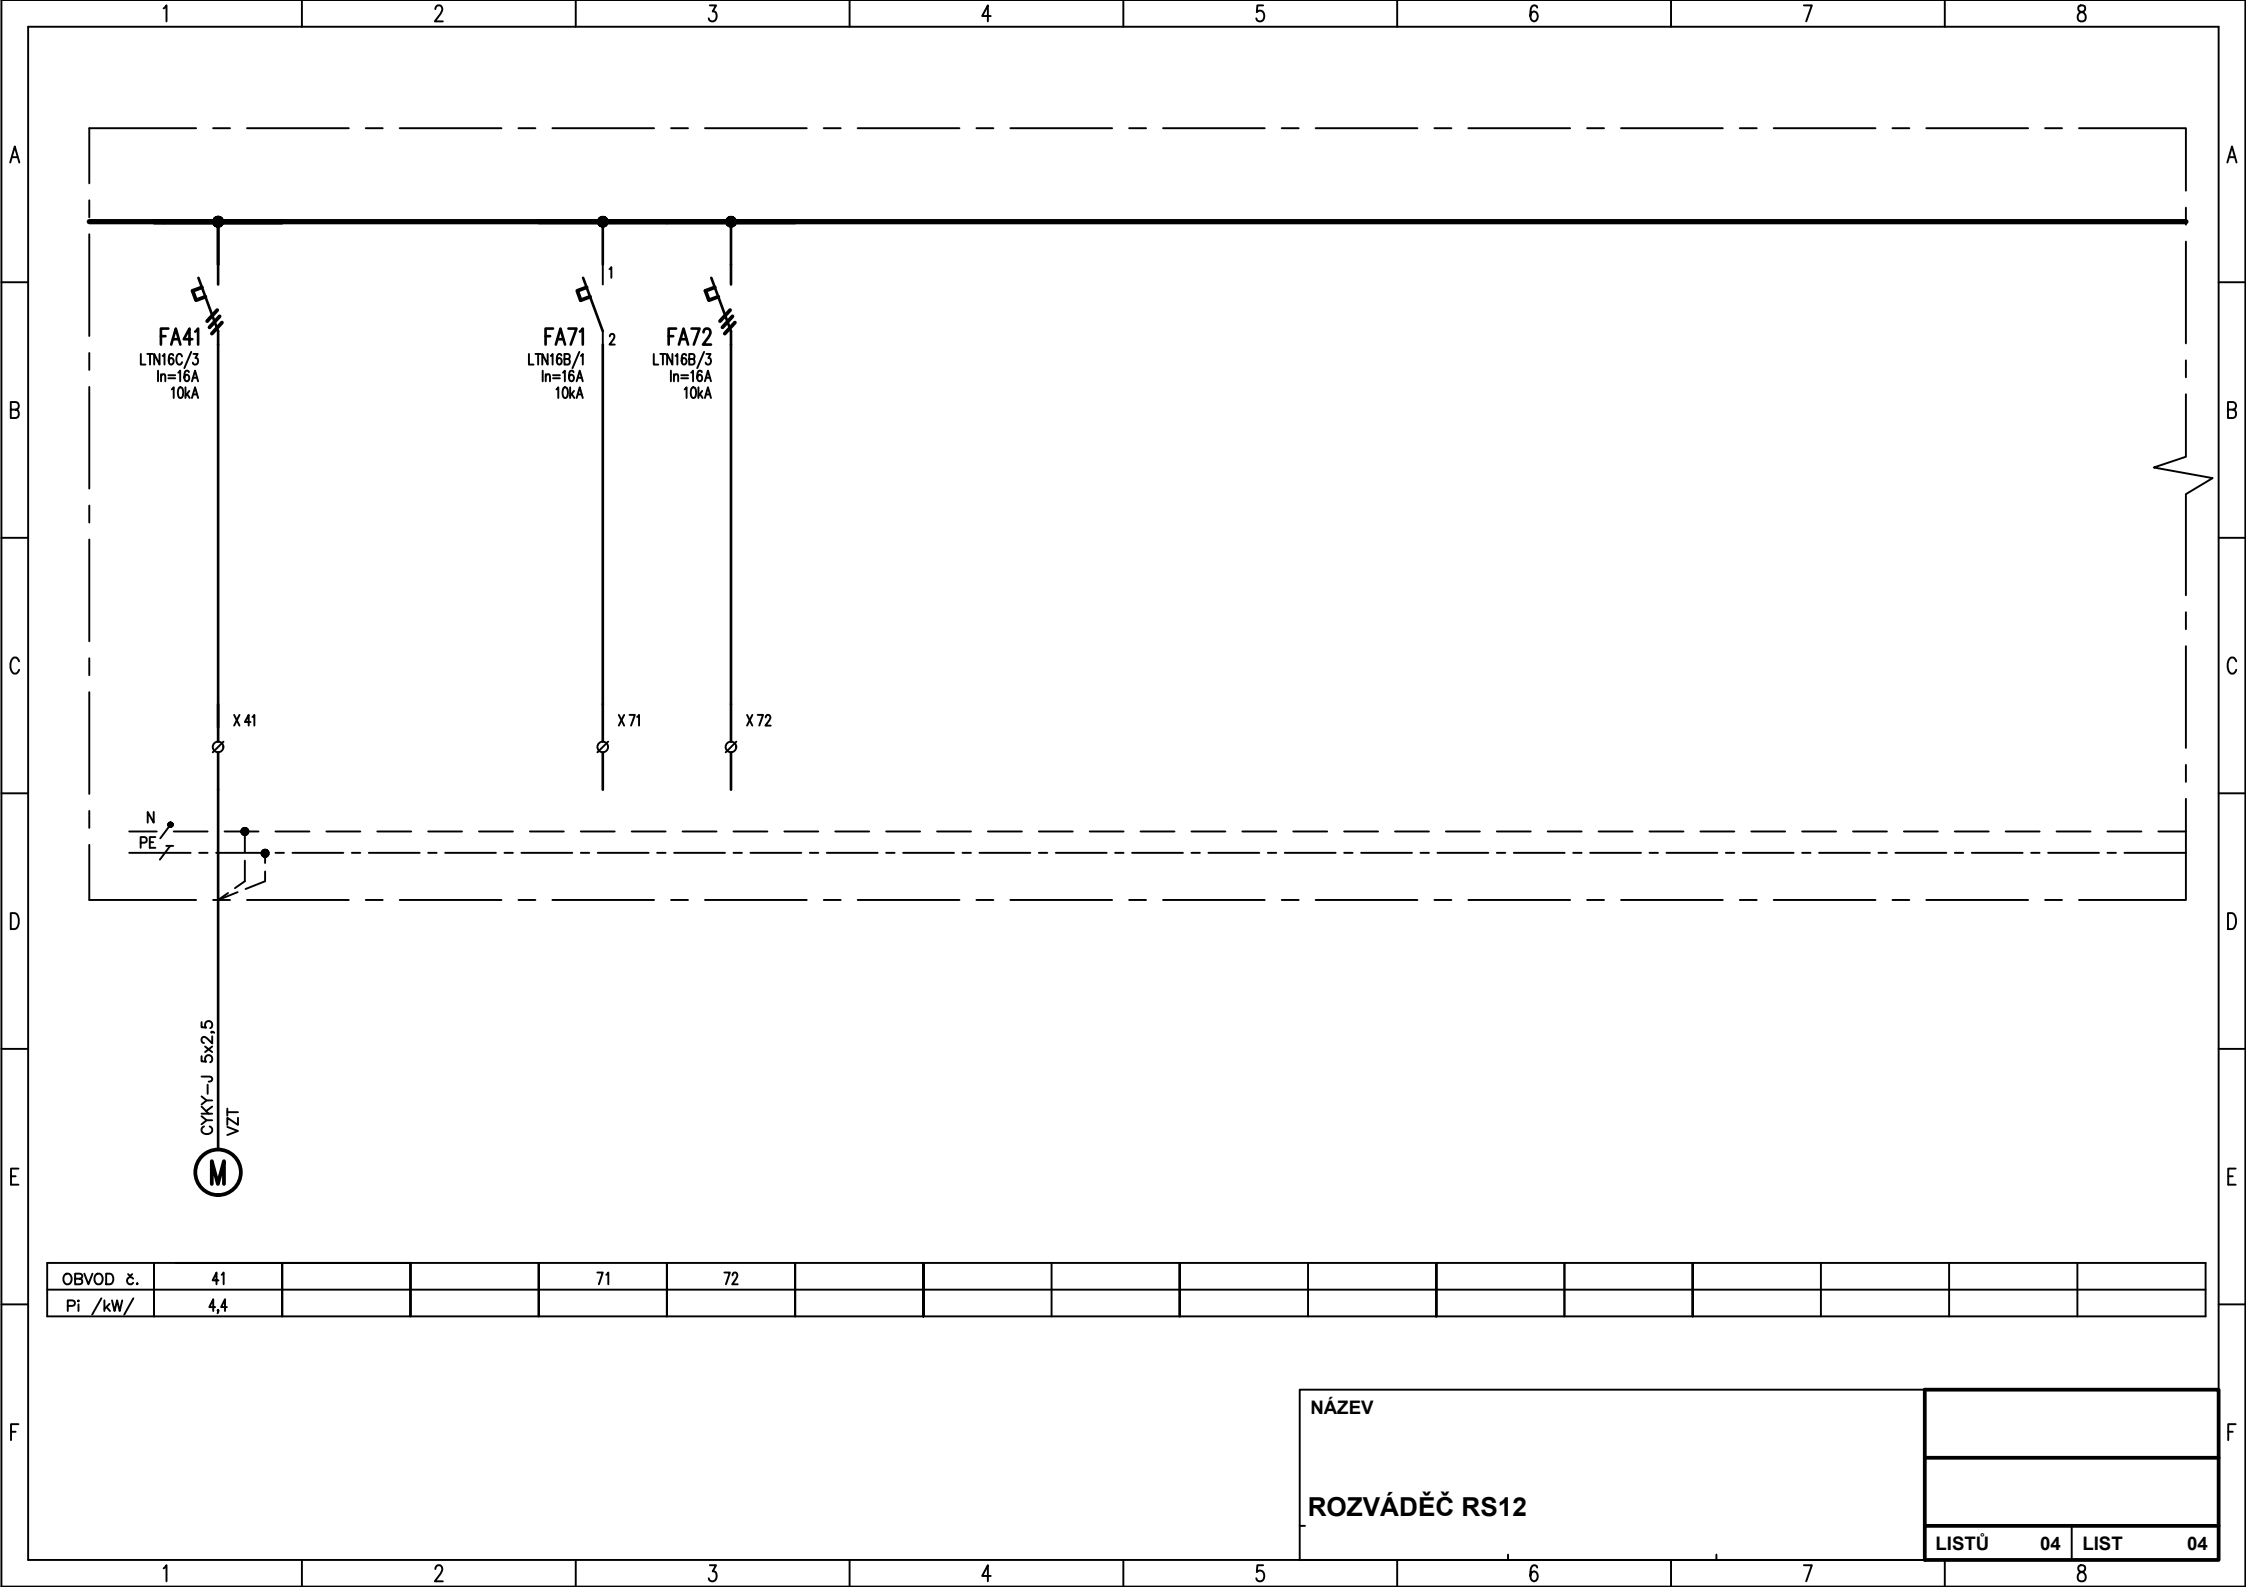 1 2 3 4 5 6 7 8
A A
1
FA41 FA71 2 FA72
LTN16C/3 LTN16B/1 LTN16B/3
In=16A In=16A In=16A
10kA 10kA 10kA
B B
C C
X 41 X 71 X 72
N
PE
D D
CYKY-J 5x2,5
VZT
M
E E
OBVOD č. 41 71 72
Pi /kW/ 4,4
NÁZEV
F F
ROZVÁDĚČ RS12
LISTŮ 04 LIST 04
1 2 3 4 5 6 7 8